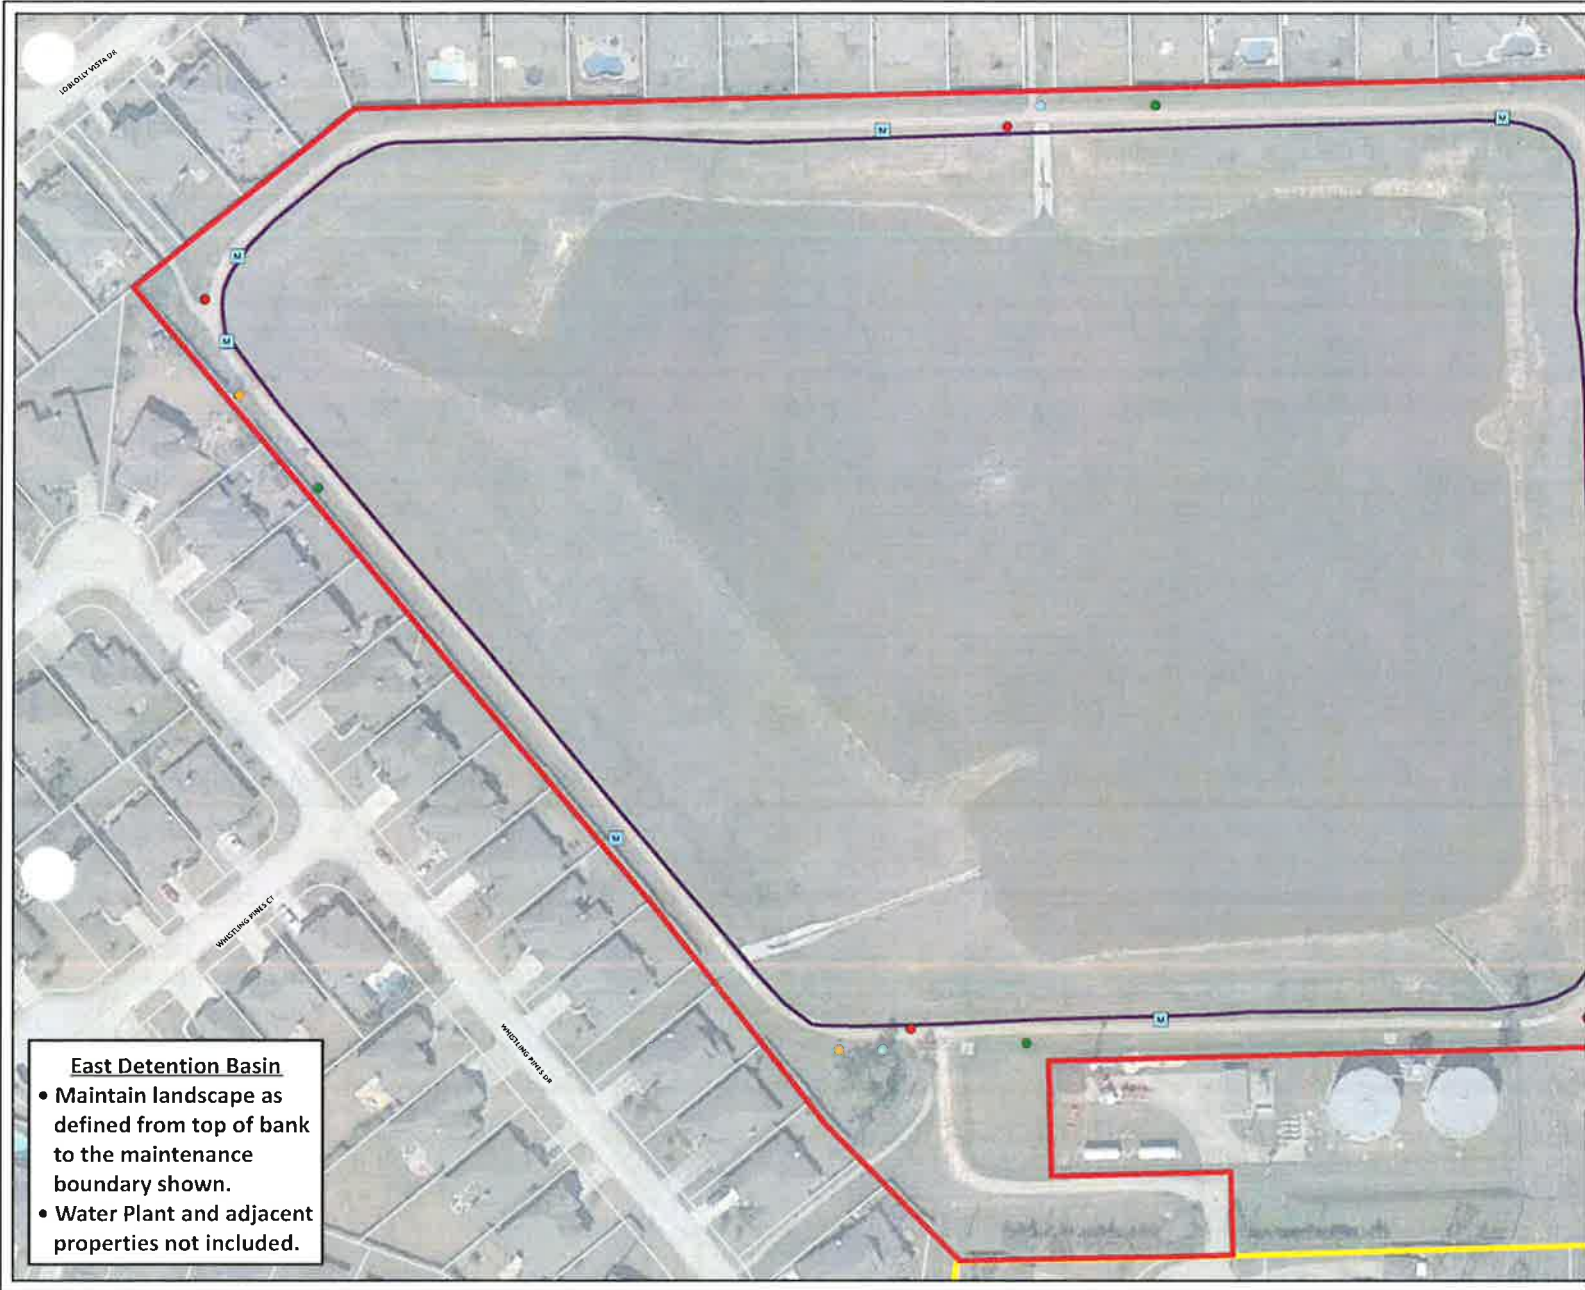 LOBLOLLY VISTA DR
M
M
M
M
M
WHISTLING PINES CT
WHISTLING PINES DR
M
East Detention Basin
• Maintain landscape as
defined from top of bank
to the maintenance
boundary shown.
• Water Plant and adjacent
properties not included.